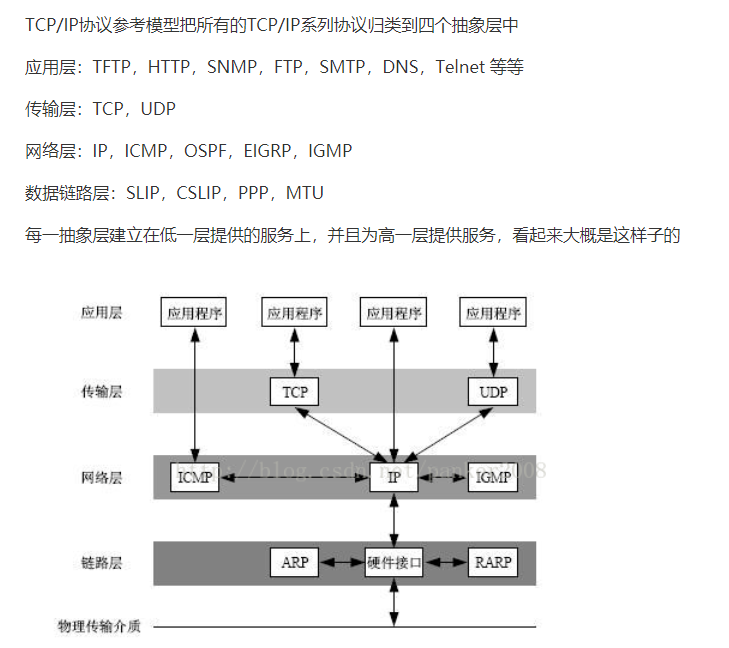 TCP/IP协议参考模型把所有的TCP/IP系列协议归类到四个抽象层中
应用层：TFTP，HTTP，SNMP，FTP，SMTP，DNS，Telnet 等等
传输层：TCP，UDP
网络层：IP，ICMP，OSPF，EIGRP，IGMP
数据链路层：SLIP，CSLIP，PPP，MTU
每一抽象层建立在低一层提供的服务上，并且为高一层提供服务，看起来大概是这样子的
应用层 应用程序 应用程序 应用程序 应用程序
传输层 TCP UDP
http://blog.csdn.net/panker2008
网络层 ICMP IP IGMP
链路层 ARP 硬件接口 RARP
物理传输介质